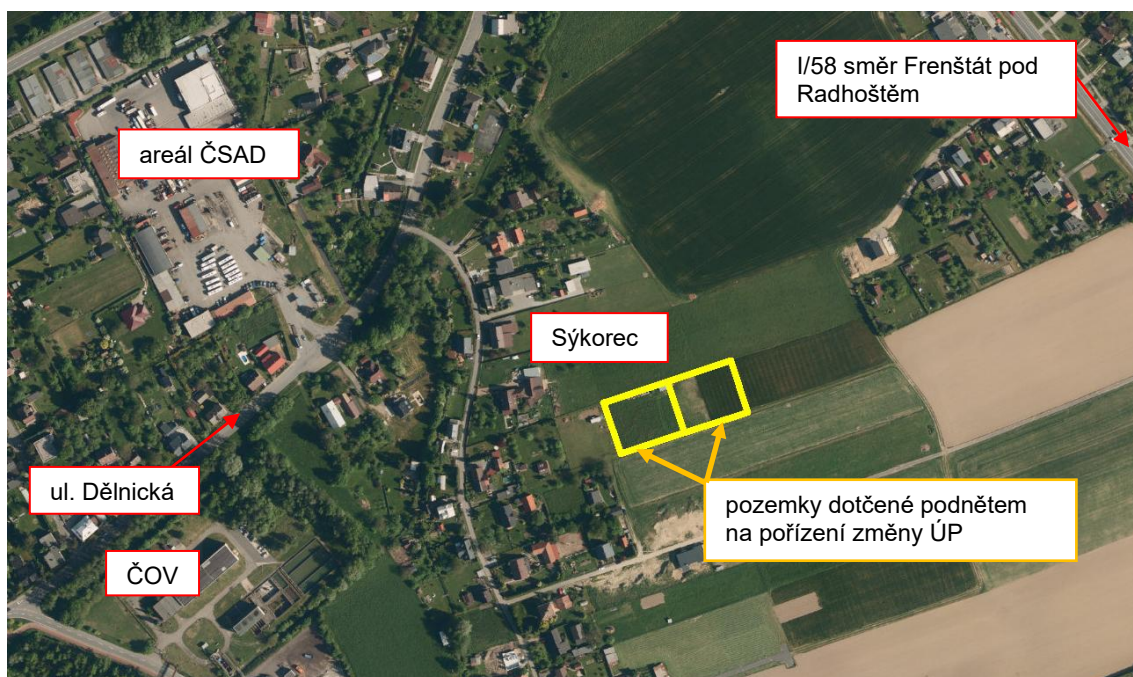 I/58 směr Frenštát pod
Radhoštěm
areál ČSAD
Sýkorec
ul. Dělnická
pozemky dotčené podnětem
na pořízení změny ÚP
ČOV